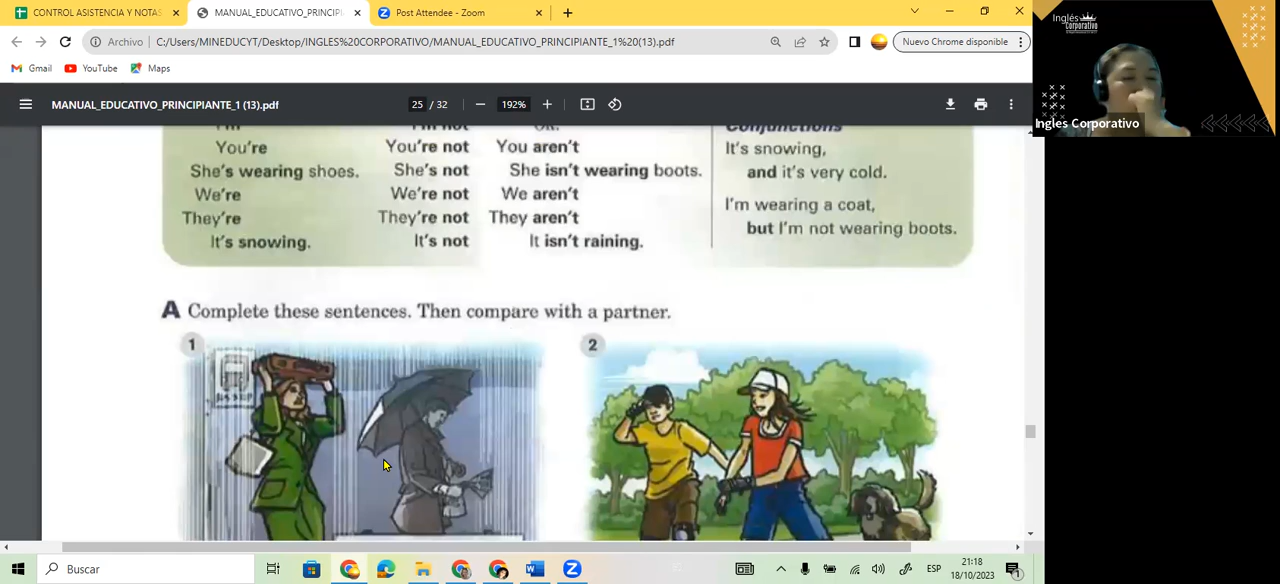 CONTROL ASISTENCIA Y NOTAS
MANUAL_EDUCATIVO_PRINCIPI
Post Attendee - Zoom
Archivo
C:/Users/MINEDUCYT/Desktop/INGLES%20CORPORATIVO/MANUAL_EDUCATIVO_PRINCIPIANTE_1%20(13).pdf
Nuevo Chrome disponible
Gmail
YouTube
Maps
MANUAL_EDUCATIVO_PRINCIPIANTE_1 (13).pdf
25 / 32
192%
Inglés
Corporativo
Ingles Corporativo
I'm
I'm not
OR:
Conjunctions
You're
You're not
You aren't
It's snowing,
She's wearing shoes.
She's not
She isn't wearing boots.
and it's very cold.
We're
We're not
We aren't
I'm wearing a coat,
They're
They're not
They aren't
but I'm not wearing boots.
It's snowing.
It's not
It isn't raining.
A Complete these sentences. Then compare with a partner.
1
2
Buscar
ESP
21:18
18/10/2023